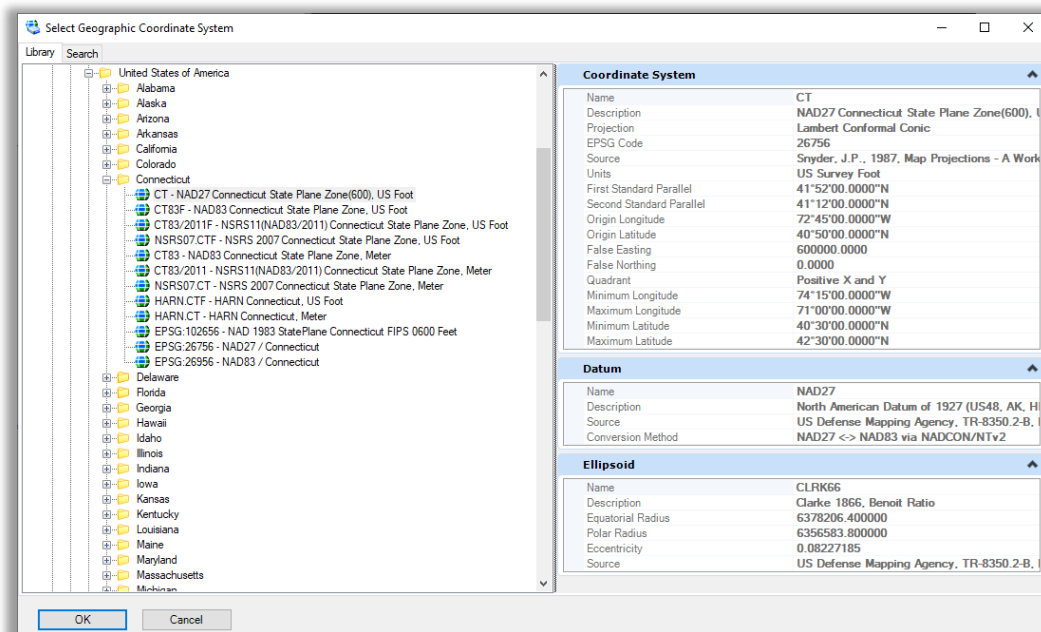 Select Geographic Coordinate System
Library Search
United States of America
Alabama
Alaska
Arizona
Arkansas
California
Colorado
Connecticut
CT - NAD27 Connecticut State Plane Zone(600), US Foot
CT83F - NAD83 Connecticut State Plane Zone, US Foot
CT83/2011F - NSRS11(NAD83/2011) Connecticut State Plane Zone, US Foot
NSRS07.CTF - NSRS 2007 Connecticut State Plane Zone, US Foot
CT83 - NAD83 Connecticut State Plane Zone, Meter
CT83/2011 - NSRS11(NAD83/2011) Connecticut State Plane Zone, Meter
NSRS07.CT - NSRS 2007 Connecticut State Plane Zone, Meter
HARN.CTF - HARN Connecticut, US Foot
HARN.CT - HARN Connecticut, Meter
EPSG:102656 - NAD 1983 StatePlane Connecticut FIPS 0600 Feet
EPSG:26756 - NAD27 / Connecticut
EPSG:26956 - NAD83 / Connecticut
Delaware
Florida
Georgia
Hawaii
Idaho
Illinois
Indiana
Iowa
Kansas
Kentucky
Louisiana
Maine
Maryland
Massachusetts
Michigan
Coordinate System
Name CT
Description NAD27 Connecticut State Plane Zone(600),
Projection Lambert Conformal Conic
EPSG Code 26756
Source Snyder, J.P., 1987, Map Projections - A Work
Units US Survey Foot
First Standard Parallel 41°52'00.0000"N
Second Standard Parallel 41°12'00.0000"N
Origin Longitude 72°45'00.0000"W
Origin Latitude 40°50'00.0000"N
False Easting 600000.0000
False Northing 0.0000
Quadrant Positive X and Y
Minimum Longitude 74°15'00.0000"W
Maximum Longitude 71°00'00.0000"W
Minimum Latitude 40°30'00.0000"N
Maximum Latitude 42°30'00.0000"N
Datum
Name NAD27
Description North American Datum of 1927 (US48, AK,
Source US Defense Mapping Agency, TR-8350.2-B,
Conversion Method NAD27 <-> NAD83 via NADCON/NTv2
Ellipsoid
Name CLRK66
Description Clarke 1866, Benoit Ratio
Equatorial Radius 6378206.400000
Polar Radius 6356583.800000
Eccentricity 0.08227185
Source US Defense Mapping Agency, TR-8350.2-B,
OK Cancel